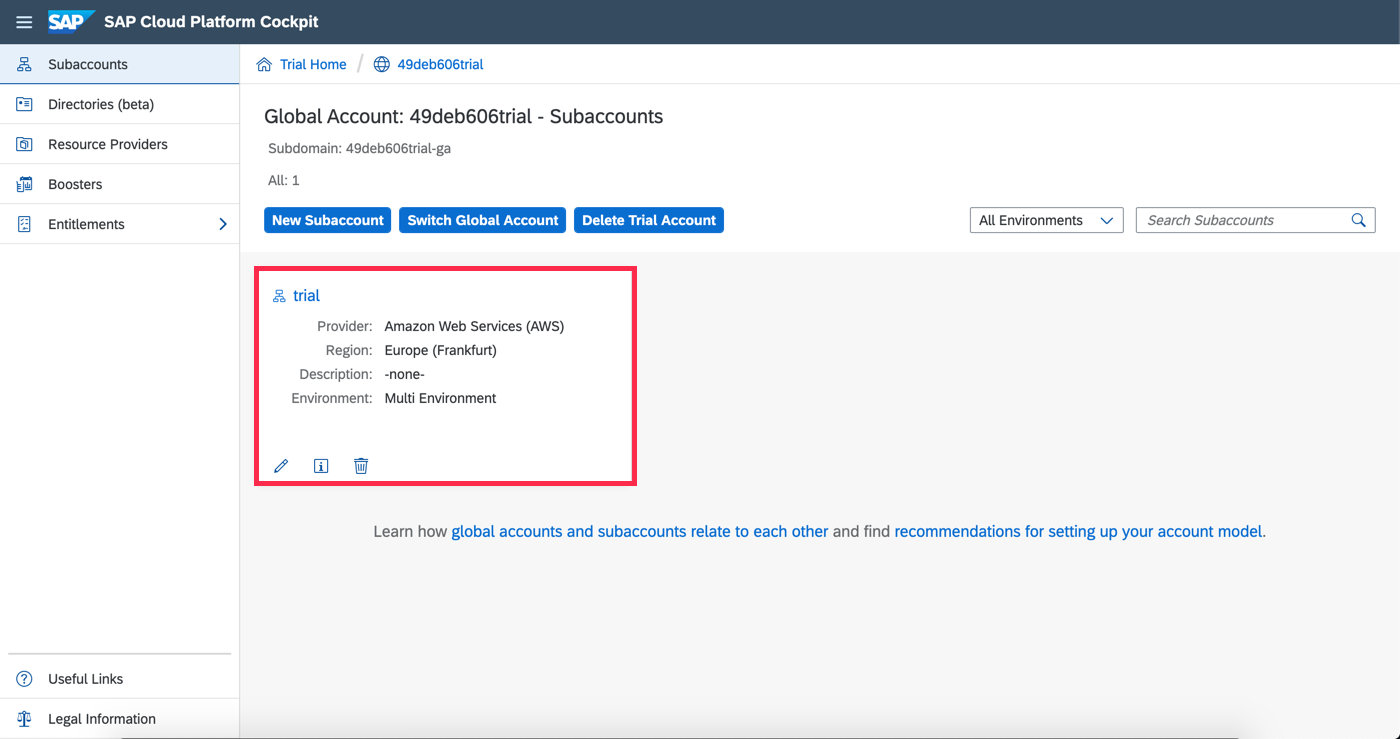 SAP SAP Cloud Platform Cockpit
Subaccounts
Directories (beta)
Resource Providers
Boosters
Entitlements
Useful Links
Legal Information
Trial Home / 49deb606trial
Global Account: 49deb606trial - Subaccounts
Subdomain: 49deb606trial-ga
All: 1
New Subaccount Switch Global Account Delete Trial Account All Environments Search Subaccounts
trial
Provider: Amazon Web Services (AWS)
Region: Europe (Frankfurt)
Description: -none-
Environment: Multi Environment
Learn how global accounts and subaccounts relate to each other and find recommendations for setting up your account model.